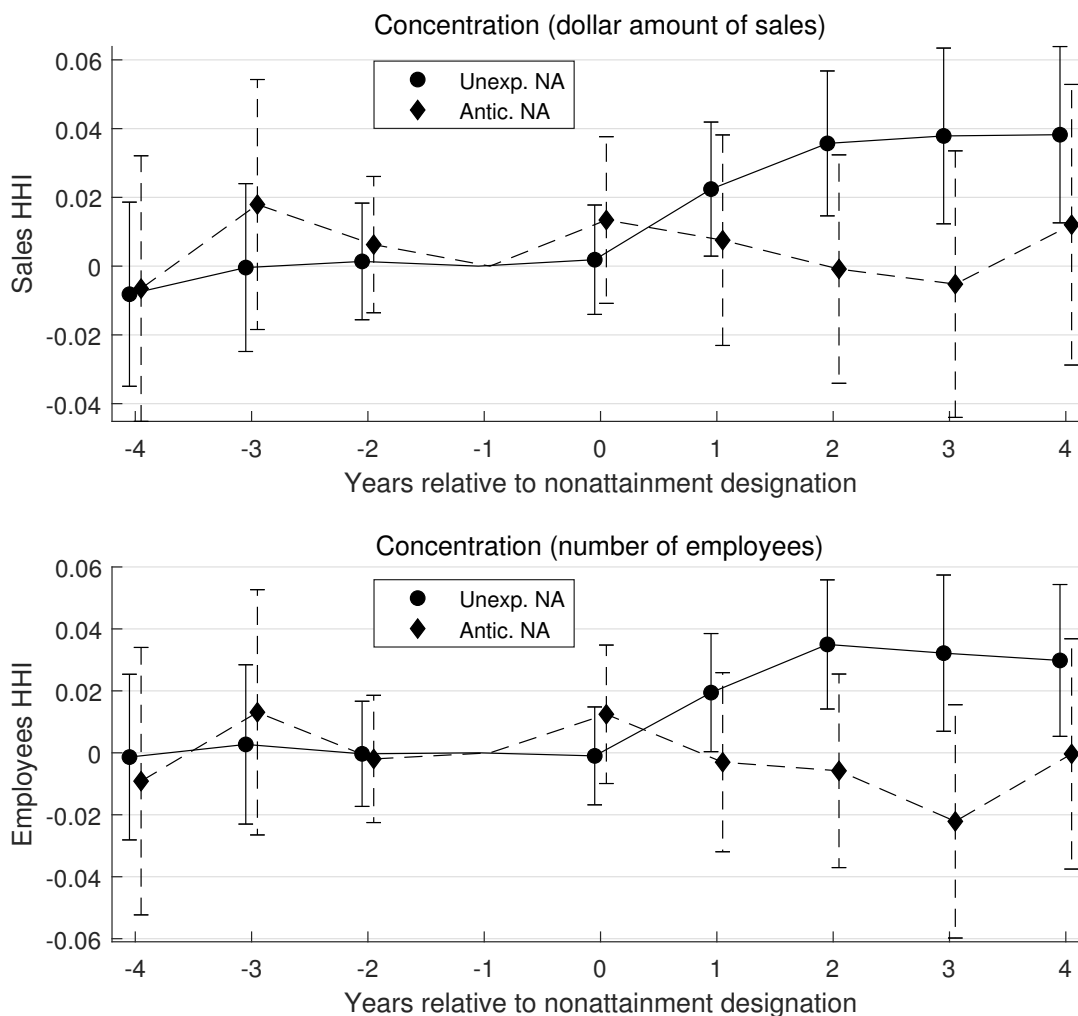 Concentration (dollar amount of sales)
0.06
0.04
0.02
0
-0.02
-0.04
Sales HHI
Unexp. NA
Antic. NA
-4 -3 -2 -1 0 1 2 3 4
Years relative to nonattainment designation
Concentration (number of employees)
0.06
0.04
0.02
0
-0.02
-0.04
-0.06
Employees HHI
Unexp. NA
Antic. NA
-4 -3 -2 -1 0 1 2 3 4
Years relative to nonattainment designation